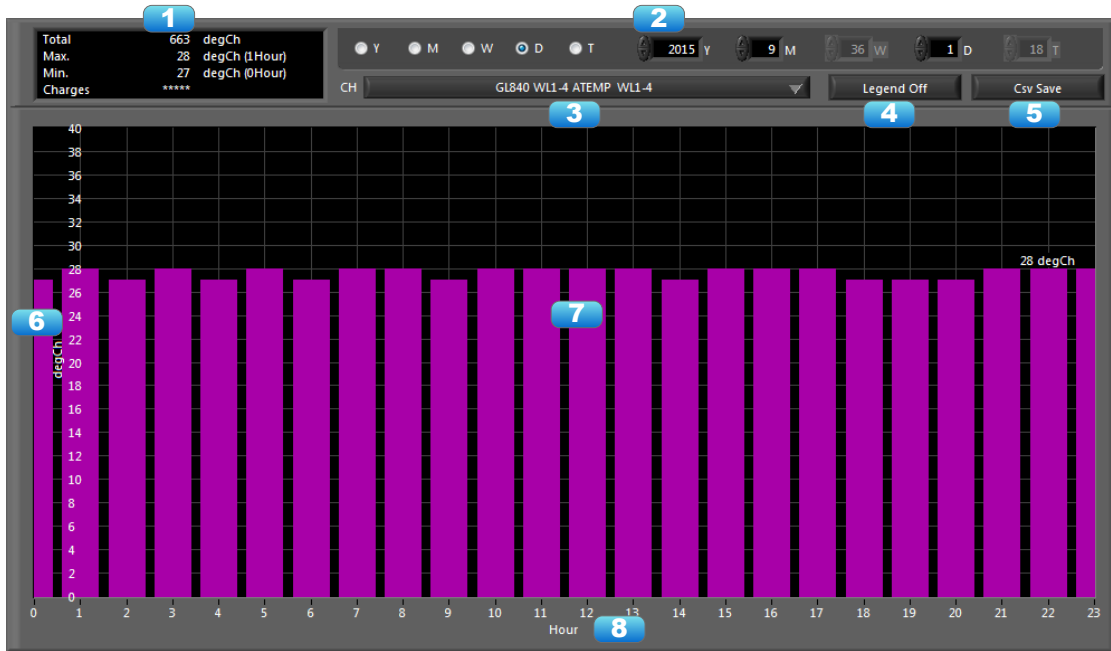 1
2
Total 663 degCh
Max. 28 degCh (1Hour)
Min. 27 degCh (0Hour)
Charges *****
Y M W D T 2015 Y 9 M 36 W 1 D 18 T
CH GL840 WL1-4 ATEMP WL1-4 Legend Off Csv Save
3 4 5
40
38
36
34
32
30
28 degCh
28
26
6 24 7
22
degCh
20
18
16
14
12
10
8
6
4
2
0
0 1 2 3 4 5 6 7 8 9 10 11 12 13 14 15 16 17 18 19 20 21 22 23
Hour 8